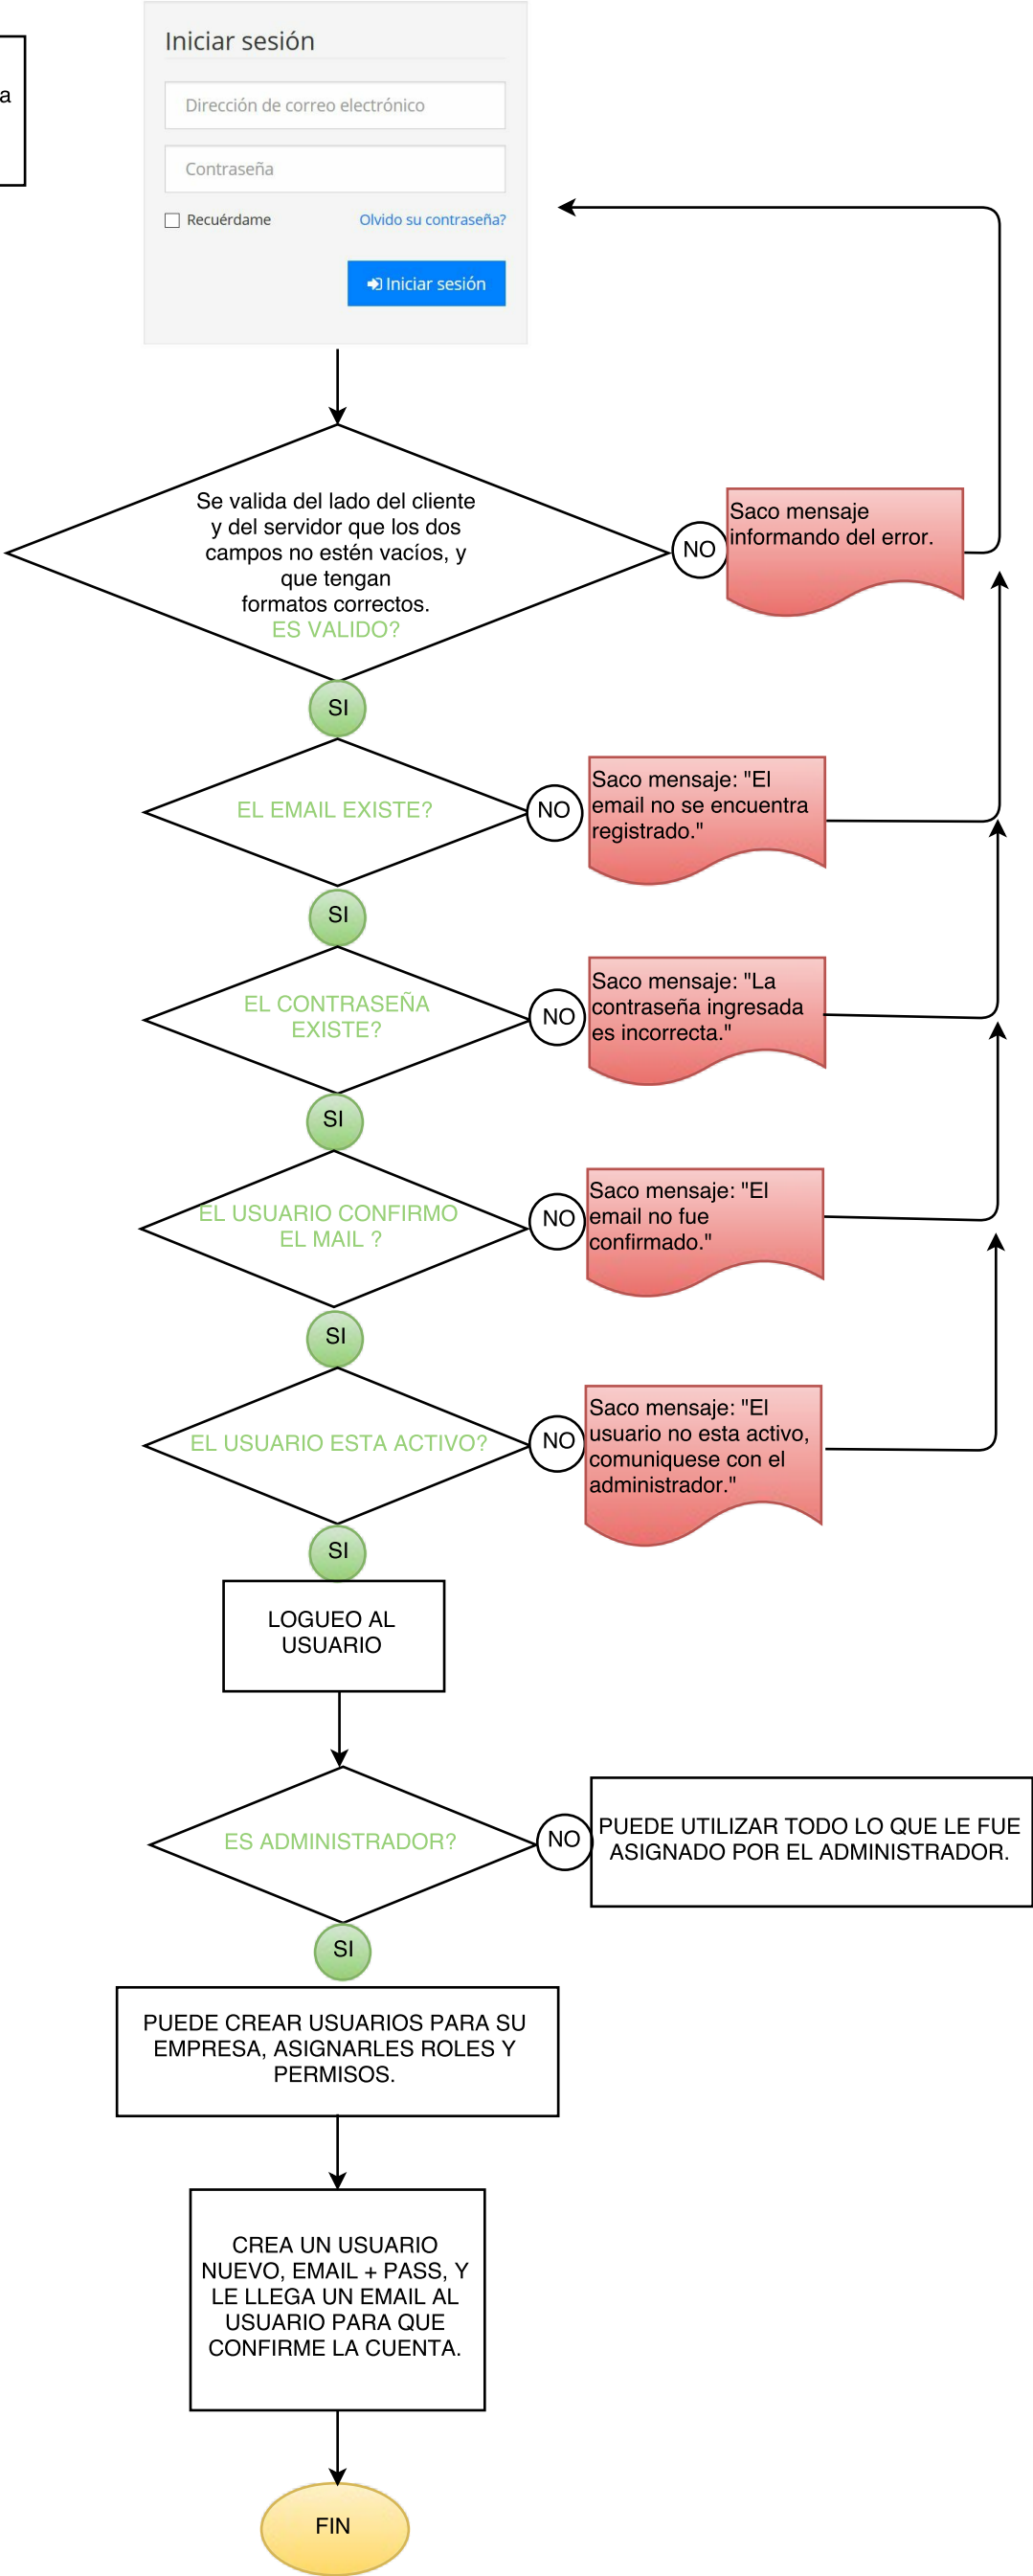 a
Iniciar sesión
Dirección de correo electrónico
Contraseña
Recuérdame
Olvido su contraseña?
Iniciar sesión
Se valida del lado del cliente
y del servidor que los dos
campos no estén vacíos, y
que tengan
formatos correctos.
ES VALIDO?
NO
Saco mensaje
informando del error.
SI
EL EMAIL EXISTE?
NO
Saco mensaje: "El
email no se encuentra
registrado."
SI
EL CONTRASEÑA
EXISTE?
NO
Saco mensaje: "La
contraseña ingresada
es incorrecta."
SI
EL USUARIO CONFIRMO
EL MAIL ?
NO
Saco mensaje: "El
email no fue
confirmado."
SI
EL USUARIO ESTA ACTIVO?
NO
Saco mensaje: "El
usuario no esta activo,
comuniquese con el
administrador."
SI
LOGUEO AL
USUARIO
ES ADMINISTRADOR?
NO
PUEDE UTILIZAR TODO LO QUE LE FUE
ASIGNADO POR EL ADMINISTRADOR.
SI
PUEDE CREAR USUARIOS PARA SU
EMPRESA, ASIGNARLES ROLES Y
PERMISOS.
CREA UN USUARIO
NUEVO, EMAIL + PASS, Y
LE LLEGA UN EMAIL AL
USUARIO PARA QUE
CONFIRME LA CUENTA.
FIN